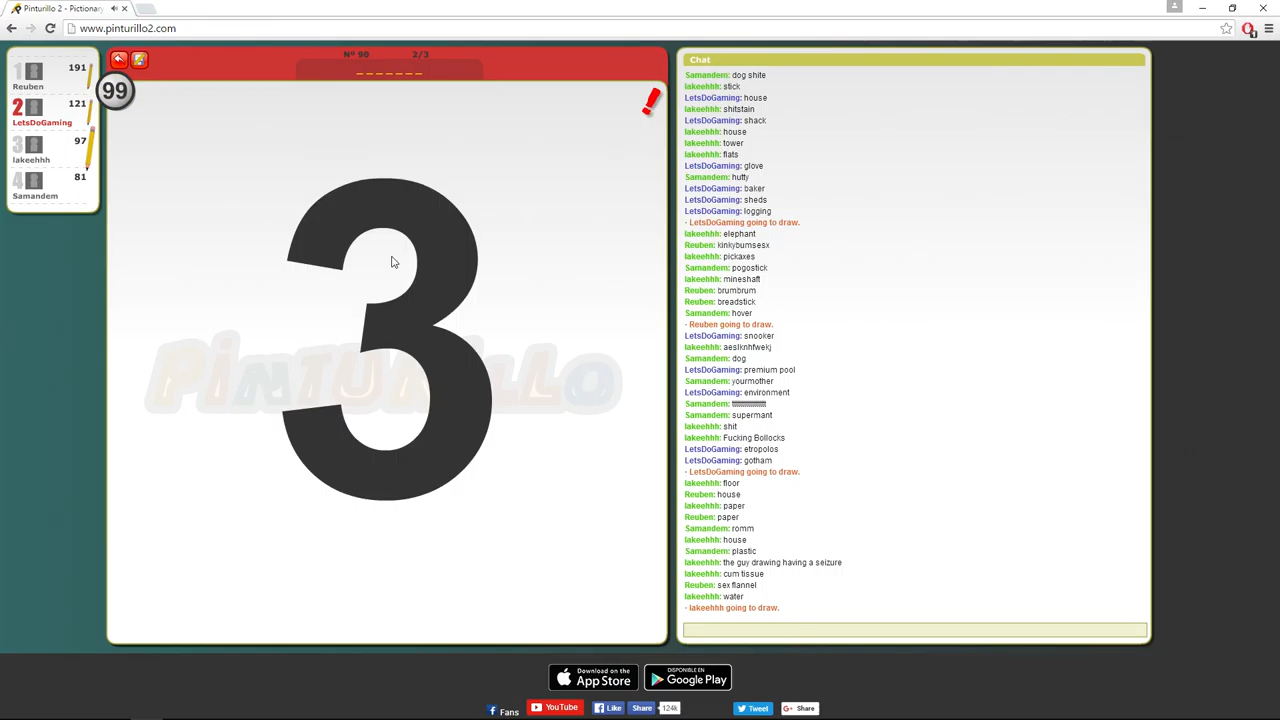 Pinturillo 2 - Pictionary
www.pinturillo2.com
1 191
Reuben
2 121
LetsDoGaming
3 97
lakeehhh
4 81
Samandem
99
Nº 90 2/3
_ _ _ _ _ _ _
!
3
PINTURILLO
Chat
Samandem: dog shite
lakeehhh: stick
LetsDoGaming: house
lakeehhh: shitstain
LetsDoGaming: shack
lakeehhh: house
lakeehhh: tower
lakeehhh: flats
LetsDoGaming: glove
Samandem: hutty
LetsDoGaming: baker
LetsDoGaming: sheds
LetsDoGaming: logging
- LetsDoGaming going to draw.
lakeehhh: elephant
Reuben: kinkybumsesx
lakeehhh: pickaxes
Samandem: pogostick
lakeehhh: mineshaft
Reuben: brumbrum
Reuben: breadstick
Samandem: hover
- Reuben going to draw.
LetsDoGaming: snooker
lakeehhh: aeslknhfwekj
Samandem: dog
LetsDoGaming: premium pool
Samandem: yourmother
LetsDoGaming: environment
Samandem:
Samandem: supermant
lakeehhh: shit
lakeehhh: Fucking Bollocks
LetsDoGaming: etropolos
LetsDoGaming: gotham
- LetsDoGaming going to draw.
lakeehhh: floor
Reuben: house
lakeehhh: paper
Reuben: paper
Samandem: romm
lakeehhh: house
Samandem: plastic
lakeehhh: the guy drawing having a seizure
lakeehhh: cum tissue
Reuben: sex flannel
lakeehhh: water
- lakeehhh going to draw.
Download on the
App Store
DISPONIBLE EN
Google Play
Fans YouTube Like Share 124k Tweet G+ Share